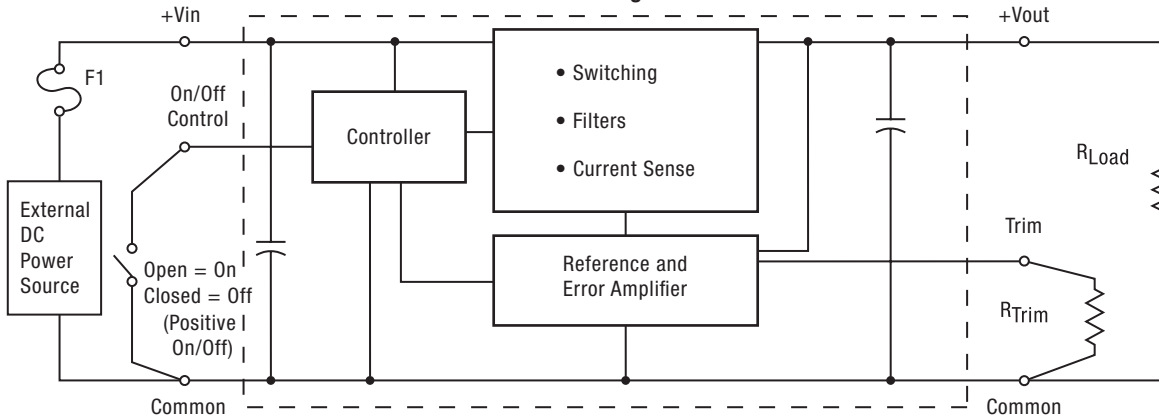 +Vin
+Vout
F1
On/Off
Control
Controller
• Switching
• Filters
• Current Sense
RLoad
External
DC
Power
Source
Open = On
Closed = Off
(Positive
On/Off)
Reference and
Error Amplifier
Trim
RTrim
Common
Common